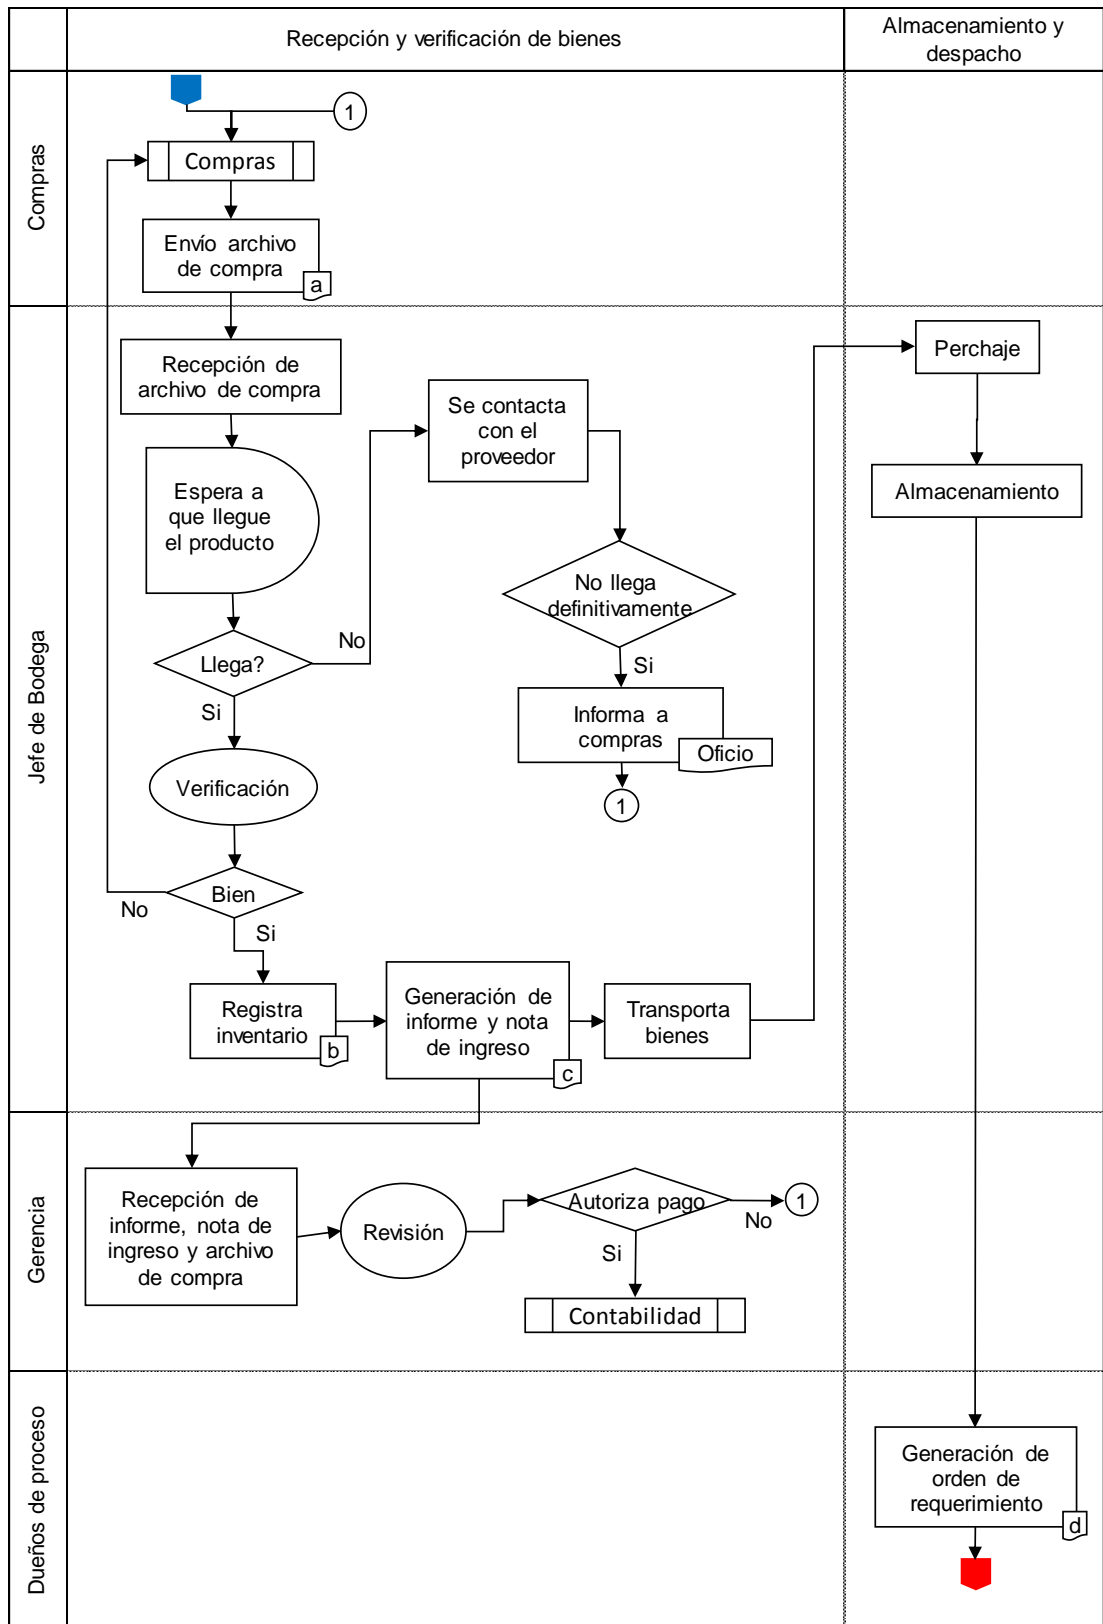 Recepción y verificación de bienes
Almacenamiento y
despacho
Compras
1
Compras
Envío archivo
de compra
a
Jefe de Bodega
Recepción de
archivo de compra
Espera a
que llegue
el producto
Llega?
No
Si
Se contacta
con el
proveedor
No llega
definitivamente
Si
Informa a
compras
Oficio
1
Verificación
Bien
No
Si
Registra
inventario
b
Generación de
informe y nota
de ingreso
c
Transporta
bienes
Perchaje
Almacenamiento
Gerencia
Recepción de
informe, nota de
ingreso y archivo
de compra
Revisión
Autoriza pago
No
1
Si
Contabilidad
Dueños de proceso
Generación de
orden de
requerimiento
d